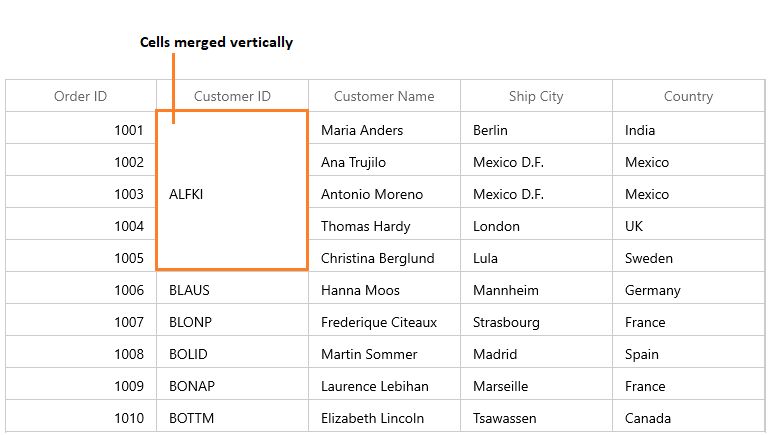 Cells merged vertically
Order ID Customer ID Customer Name Ship City Country
1001 Maria Anders Berlin India
1002 Ana Trujilo Mexico D.F. Mexico
1003 ALFKI Antonio Moreno Mexico D.F. Mexico
1004 Thomas Hardy London UK
1005 Christina Berglund Lula Sweden
1006 BLAUS Hanna Moos Mannheim Germany
1007 BLONP Frederique Citeaux Strasbourg France
1008 BOLID Martin Sommer Madrid Spain
1009 BONAP Laurence Lebihan Marseille France
1010 BOTTM Elizabeth Lincoln Tsawassen Canada